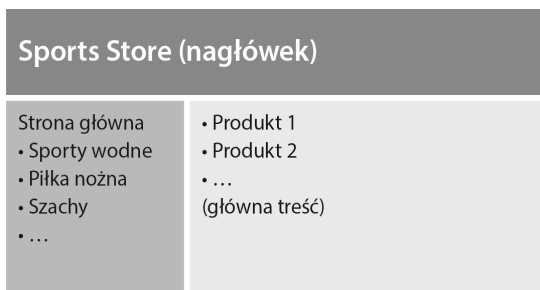 Sports Store (nagłówek)
Strona główna
• Sporty wodne
• Piłka nożna
• Szachy
• ...
• Produkt 1
• Produkt 2
• ...
(główna treść)